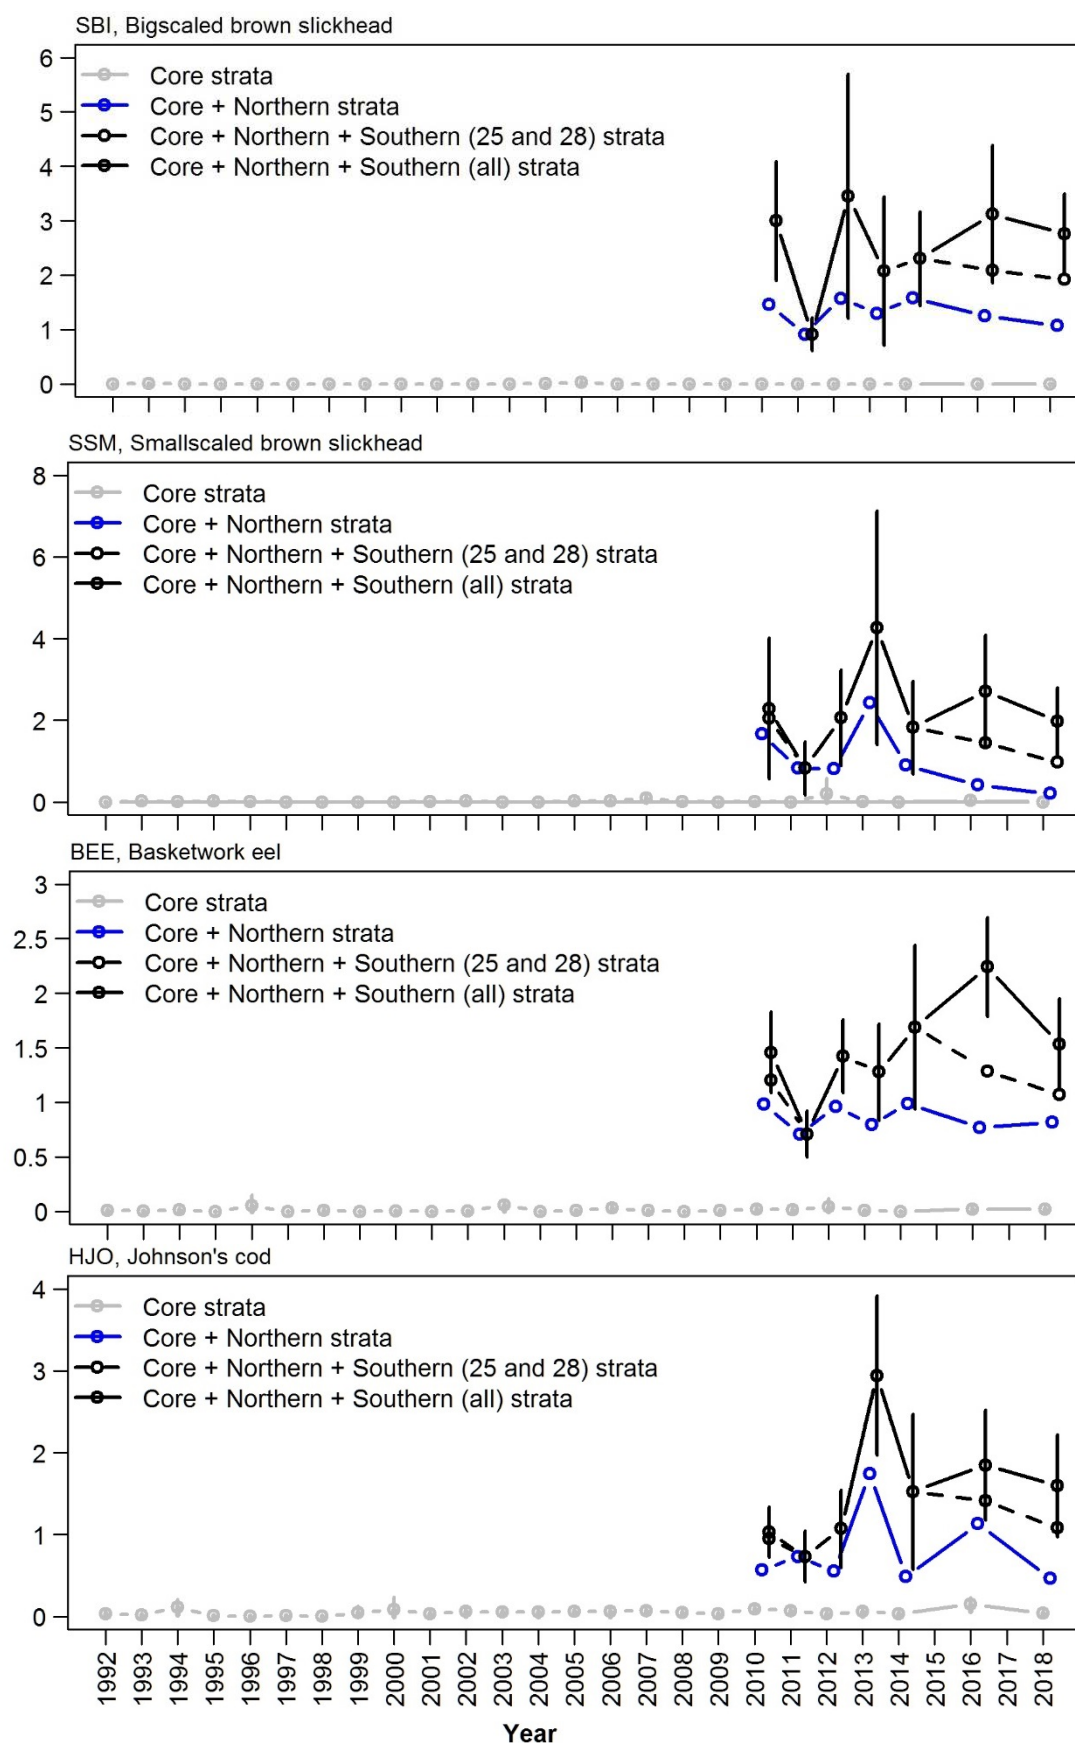 SBI, Bigscaled brown slickhead
6
5
4
3
2
1
0
Core strata
Core + Northern strata
Core + Northern + Southern (25 and 28) strata
Core + Northern + Southern (all) strata
SSM, Smallscaled brown slickhead
8
6
4
2
0
Core strata
Core + Northern strata
Core + Northern + Southern (25 and 28) strata
Core + Northern + Southern (all) strata
BEE, Basketwork eel
3
2.5
2
1.5
1
0.5
0
Core strata
Core + Northern strata
Core + Northern + Southern (25 and 28) strata
Core + Northern + Southern (all) strata
HJO, Johnson's cod
4
3
2
1
0
Core strata
Core + Northern strata
Core + Northern + Southern (25 and 28) strata
Core + Northern + Southern (all) strata
1992 1993 1994 1995 1996 1997 1998 1999 2000 2001 2002 2003 2004 2005 2006 2007 2008 2009 2010 2011 2012 2013 2014 2015 2016 2017 2018
Year